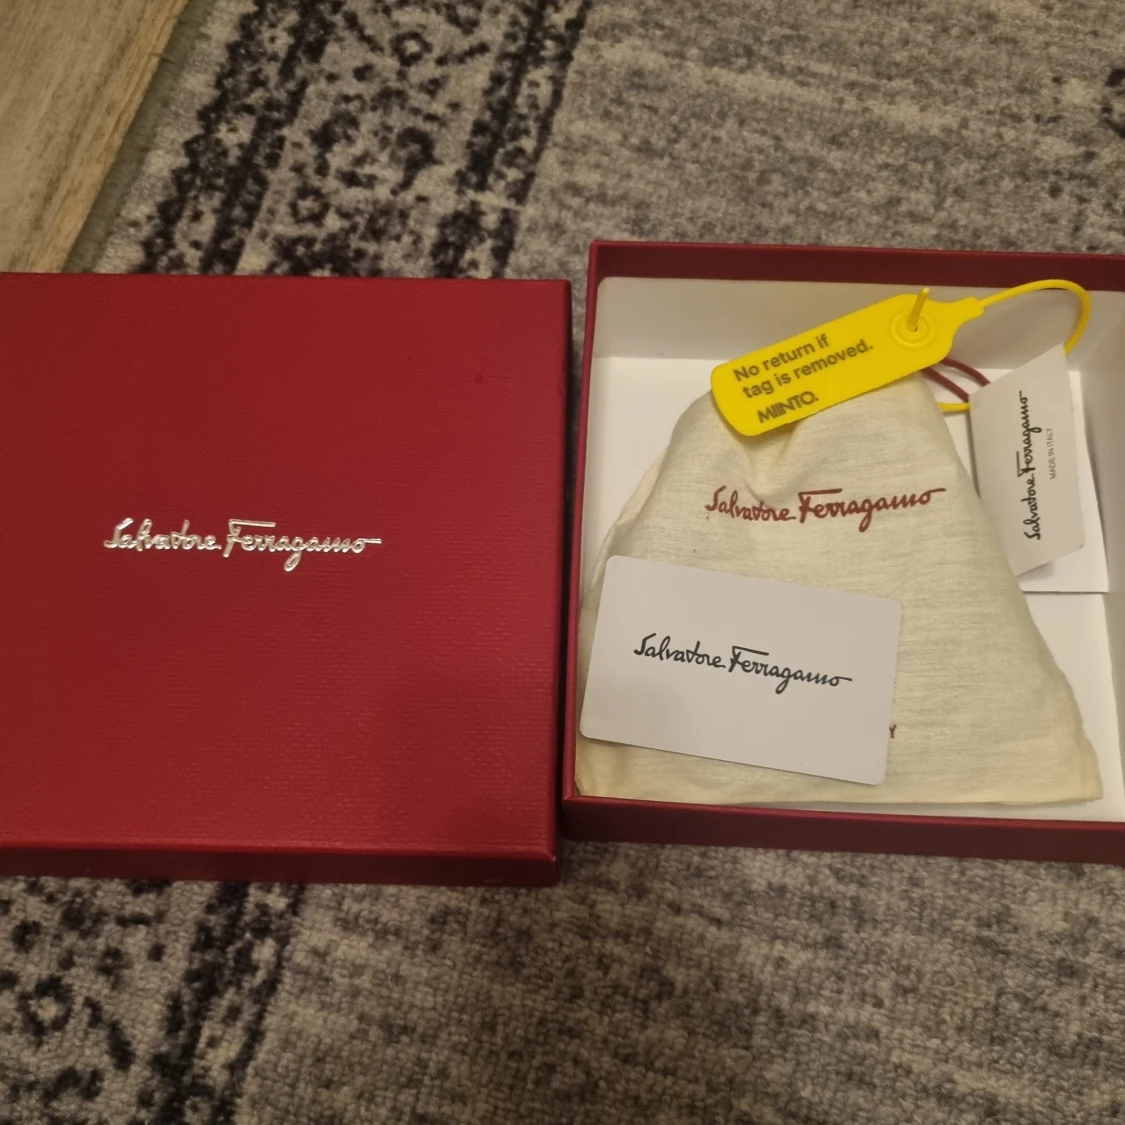 Salvatore Ferragamo
No return if
tag is removed.
MIINTO.
Salvatore Ferragamo
Salvatore Ferragamo
MADE IN ITALY
Salvatore Ferragamo
Y